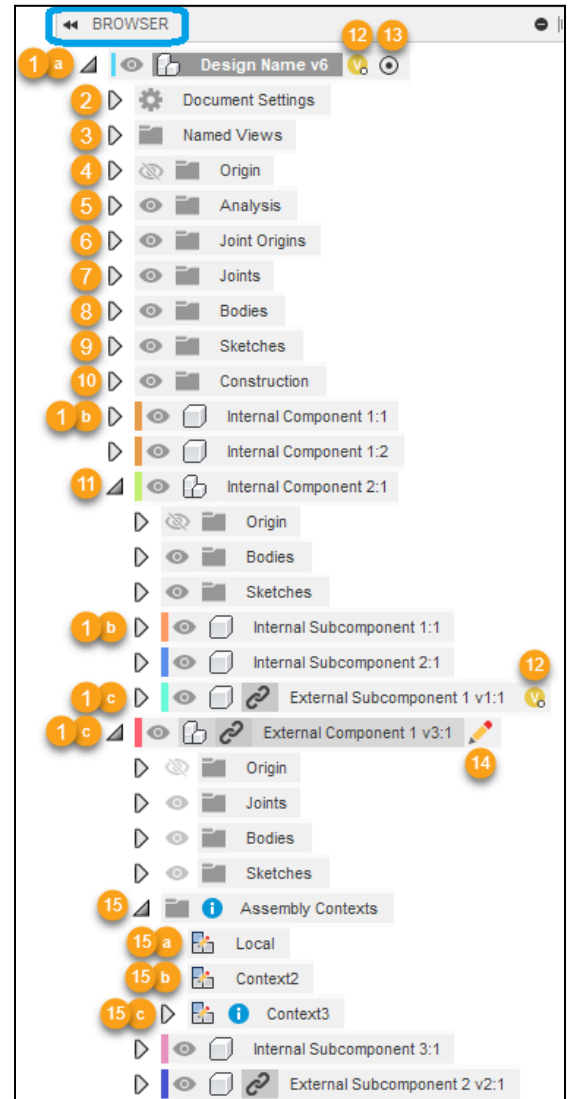 BROWSER
12 13
1 a Design Name v6 V
2 Document Settings
3 Named Views
4 Origin
5 Analysis
6 Joint Origins
7 Joints
8 Bodies
9 Sketches
10 Construction
1 b Internal Component 1:1
Internal Component 1:2
11 Internal Component 2:1
Origin
Bodies
Sketches
1 b Internal Subcomponent 1:1
Internal Subcomponent 2:1
12
1 c External Subcomponent 1 v1:1 V
1 c External Component 1 v3:1
14
Origin
Joints
Bodies
Sketches
15 i Assembly Contexts
15 a Local
15 b Context2
15 c i Context3
Internal Subcomponent 3:1
External Subcomponent 2 v2:1